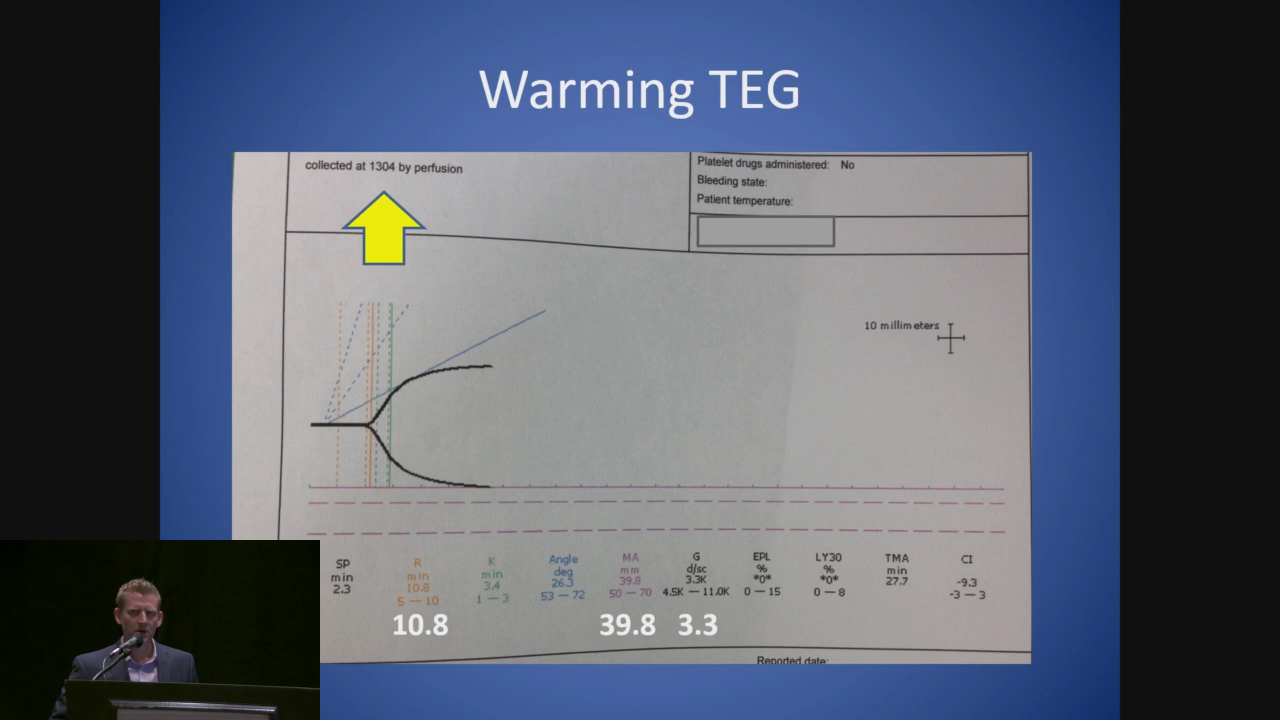 Warming TEG
collected at 1304 by perfusion
Platelet drugs administered: No
Bleeding state:
Patient temperature:
10 millimeters
SP
min
2.3
R
min
10.8
5 — 10
K
min
3.4
1 — 3
Angle
deg
26.3
53 — 72
MA
mm
39.8
50 — 70
G
d/sc
3.3K
4.5K — 11.0K
EPL
%
*0*
0 — 15
LY30
%
*0*
0 — 8
TMA
min
27.7
CI
-9.3
-3 — 3
10.8
39.8
3.3
Reported date: